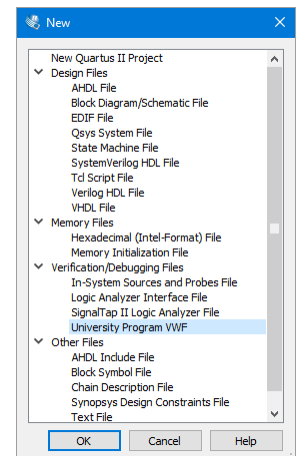 New
New Quartus II Project
Design Files
AHDL File
Block Diagram/Schematic File
EDIF File
Qsys System File
State Machine File
SystemVerilog HDL File
Tcl Script File
Verilog HDL File
VHDL File
Memory Files
Hexadecimal (Intel-Format) File
Memory Initialization File
Verification/Debugging Files
In-System Sources and Probes File
Logic Analyzer Interface File
SignalTap II Logic Analyzer File
University Program VWF
Other Files
AHDL Include File
Block Symbol File
Chain Description File
Synopsys Design Constraints File
Text File
OK Cancel Help